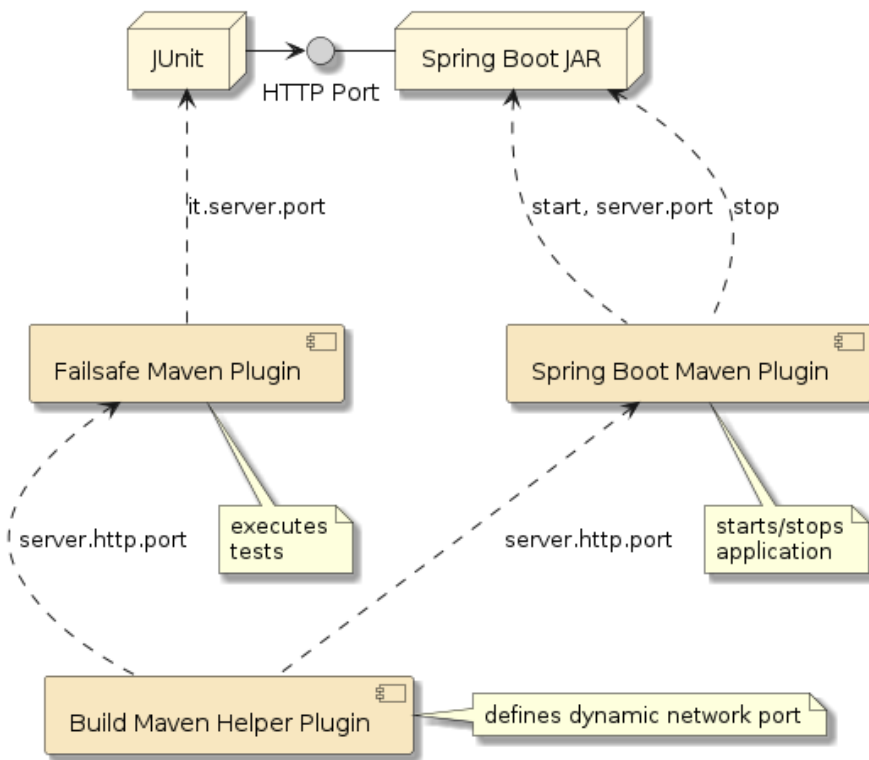 JUnit
Spring Boot JAR
HTTP Port
it.server.port
start, server.port
stop
Failsafe Maven Plugin
Spring Boot Maven Plugin
executes
tests
starts/stops
application
server.http.port
server.http.port
Build Maven Helper Plugin
defines dynamic network port